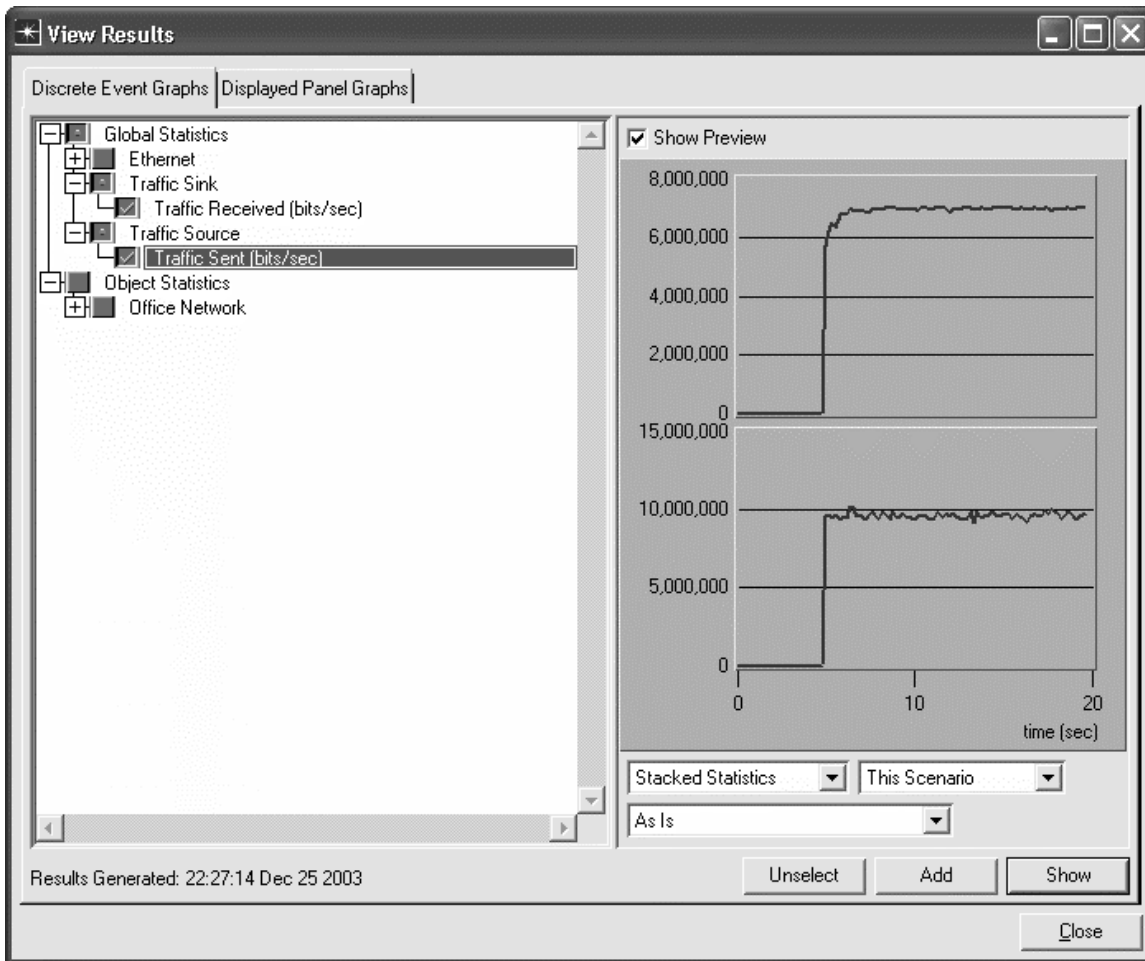 View Results
Discrete Event Graphs Displayed Panel Graphs
Global Statistics
Ethernet
Traffic Sink
Traffic Received (bits/sec)
Traffic Source
Traffic Sent (bits/sec)
Object Statistics
Office Network
Show Preview
8,000,000
6,000,000
4,000,000
2,000,000
0
15,000,000
10,000,000
5,000,000
0
0 10 20
time (sec)
Stacked Statistics This Scenario
As Is
Results Generated: 22:27:14 Dec 25 2003
Unselect Add Show
Close